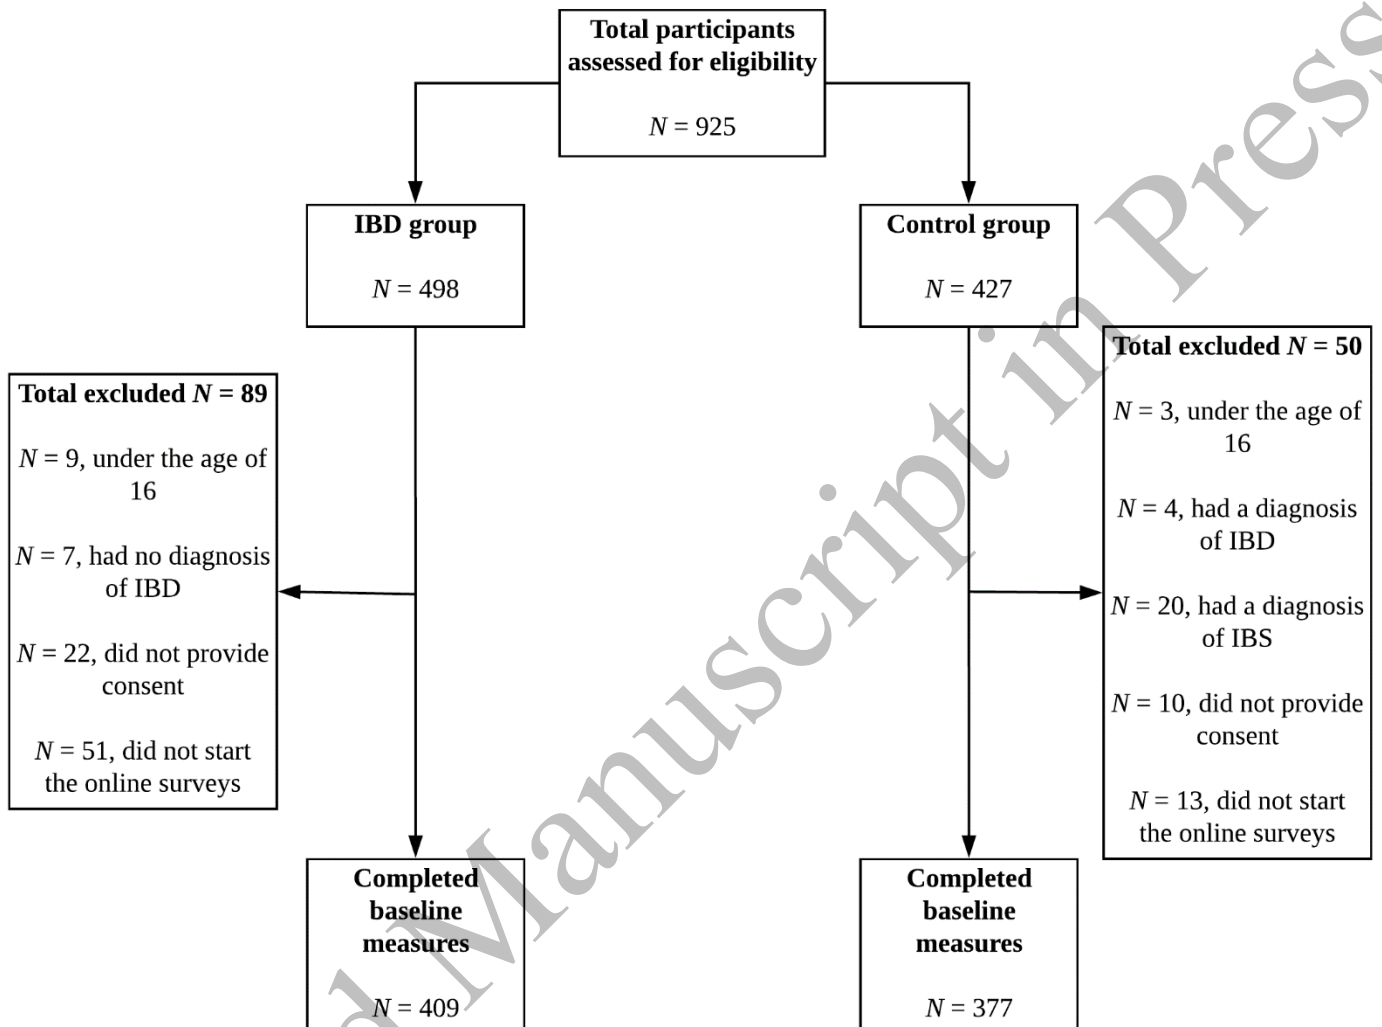 Total participants
assessed for eligibility
N = 925
IBD group
N = 498
Control group
N = 427
Total excluded N = 89
N = 9, under the age of
16
N = 7, had no diagnosis
of IBD
N = 22, did not provide
consent
N = 51, did not start
the online surveys
Total excluded N = 50
N = 3, under the age of
16
N = 4, had a diagnosis
of IBD
N = 20, had a diagnosis
of IBS
N = 10, did not provide
consent
N = 13, did not start
the online surveys
Completed
baseline
measures
N = 409
Completed
baseline
measures
N = 377
d Manuscript in Press